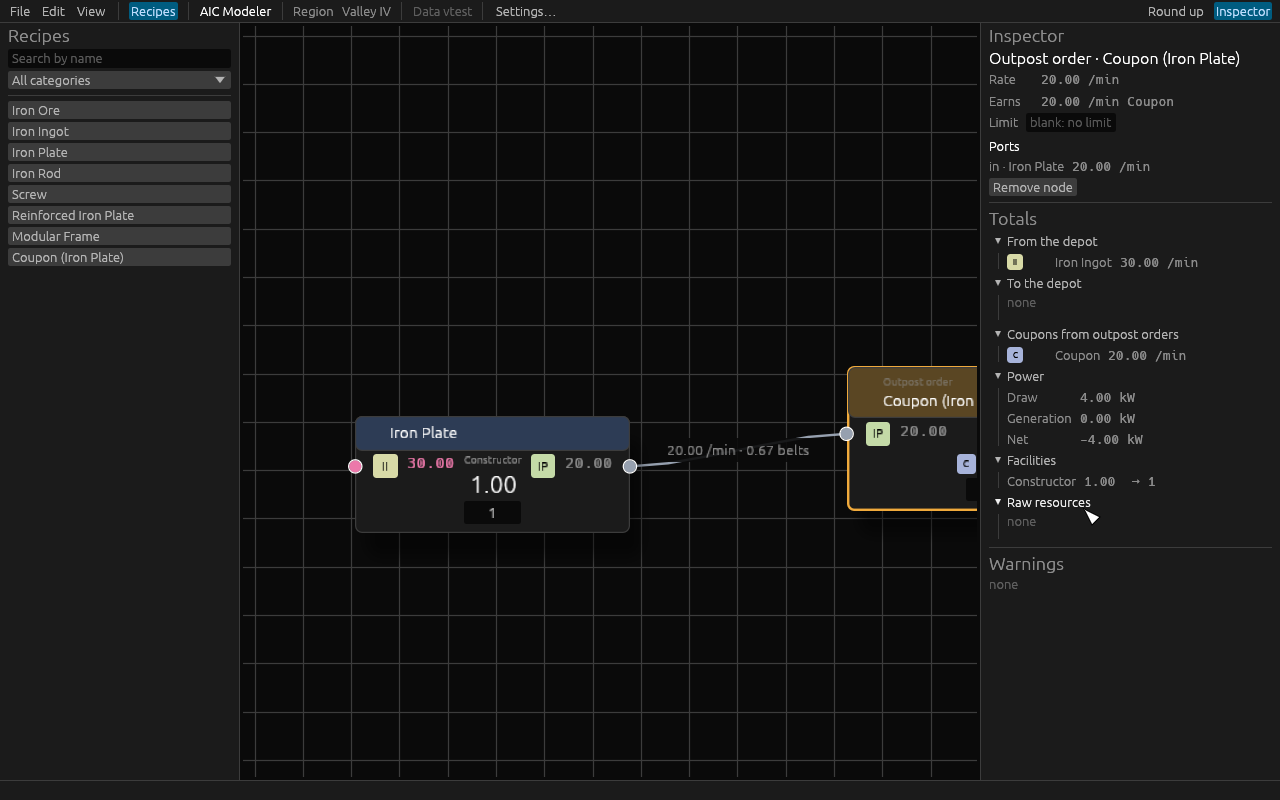 File Edit View Recipes AIC Modeler Region Valley IV Data vtest Settings… Round up Inspector
Recipes
Search by name
All categories
Iron Ore
Iron Ingot
Iron Plate
Iron Rod
Screw
Reinforced Iron Plate
Modular Frame
Coupon (Iron Plate)
Iron Plate
II 30.00 Constructor IP 20.00
1.00
1
20.00 /min · 0.67 belts
Outpost order
Coupon (Iron
IP 20.00
C
Inspector
Outpost order · Coupon (Iron Plate)
Rate 20.00 /min
Earns 20.00 /min Coupon
Limit blank: no limit
Ports
in · Iron Plate 20.00 /min
Remove node
Totals
From the depot
II Iron Ingot 30.00 /min
To the depot
none
Coupons from outpost orders
C Coupon 20.00 /min
Power
Draw 4.00 kW
Generation 0.00 kW
Net −4.00 kW
Facilities
Constructor 1.00 → 1
Raw resources
none
Warnings
none